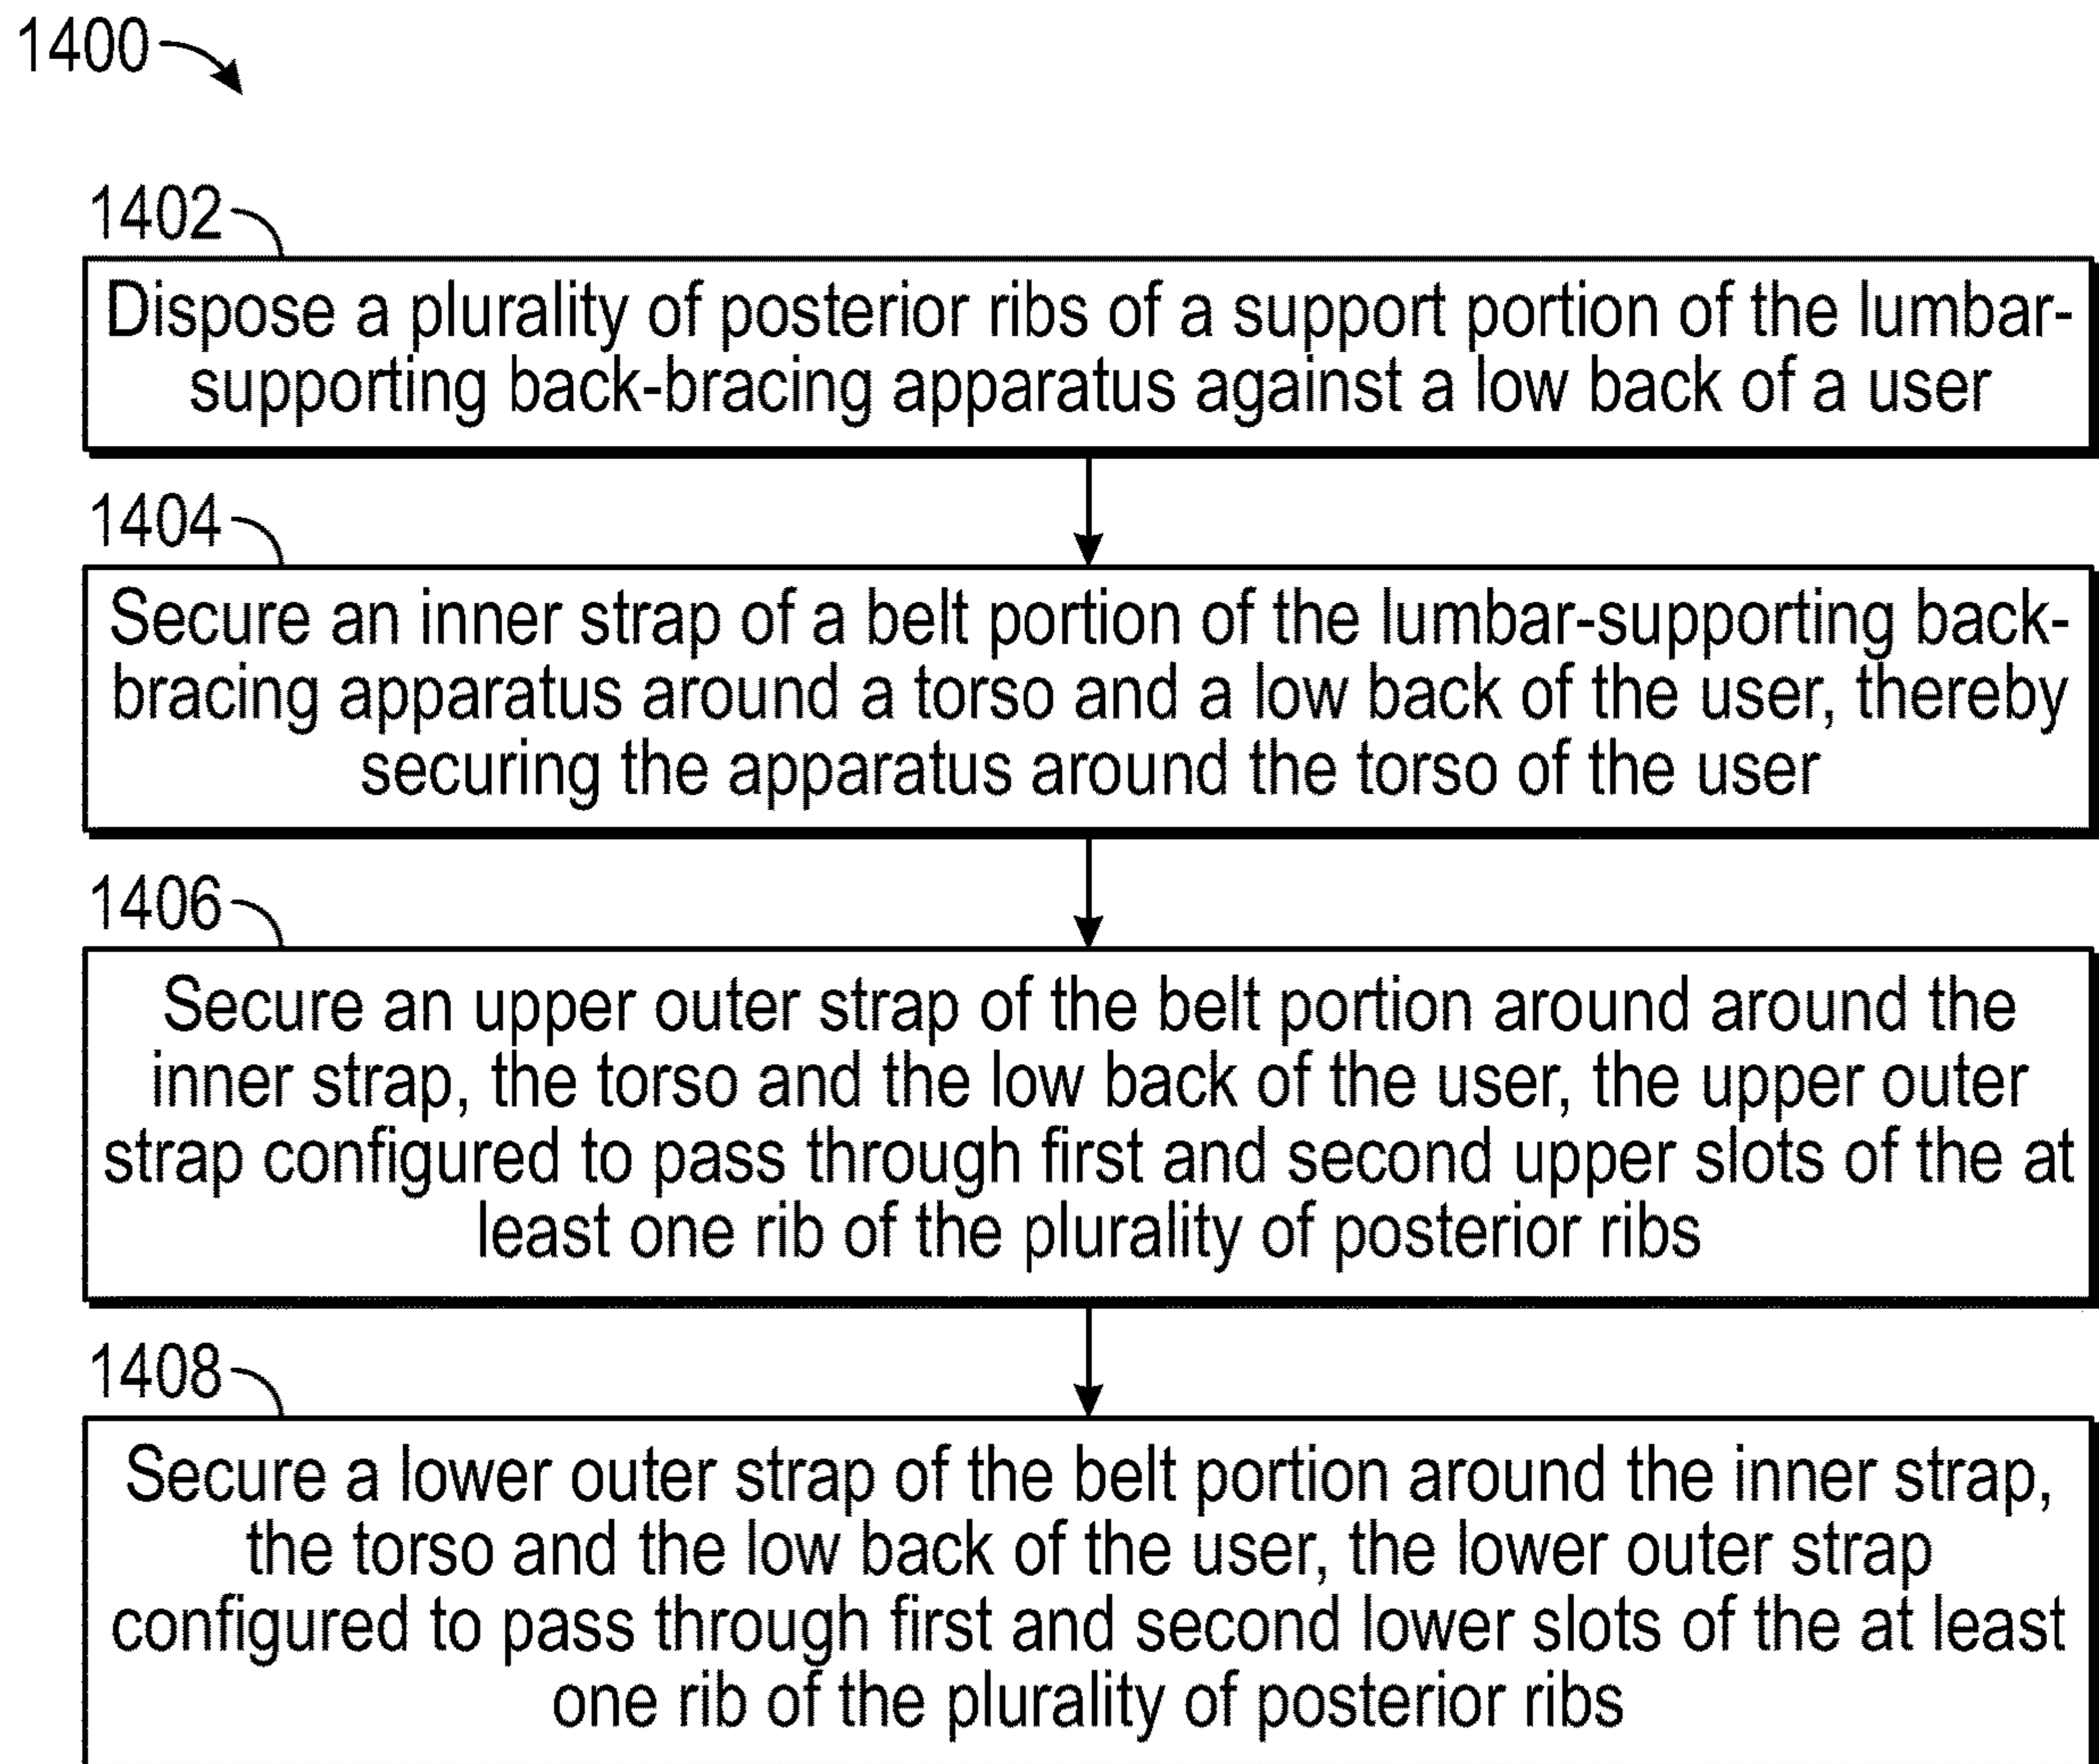 1400
1402
Dispose a plurality of posterior ribs of a support portion of the lumbar-
supporting back-bracing apparatus against a low back of a user
1404
Secure an inner strap of a belt portion of the lumbar-supporting back-
bracing apparatus around a torso and a low back of the user, thereby
securing the apparatus around the torso of the user
1406
Secure an upper outer strap of the belt portion around around the
inner strap, the torso and the low back of the user, the upper outer
strap configured to pass through first and second upper slots of the at
least one rib of the plurality of posterior ribs
1408
Secure a lower outer strap of the belt portion around the inner strap,
the torso and the low back of the user, the lower outer strap
configured to pass through first and second lower slots of the at least
one rib of the plurality of posterior ribs